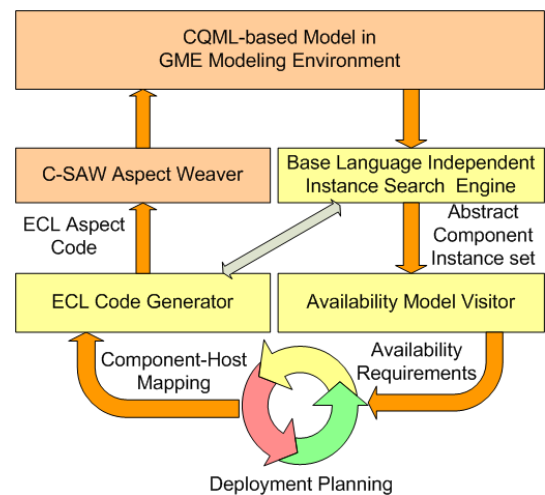 CQML-based Model in
GME Modeling Environment
C-SAW Aspect Weaver
Base Language Independent
Instance Search Engine
ECL Aspect
Code
Abstract
Component
Instance set
ECL Code Generator
Availability Model Visitor
Component-Host
Mapping
Availability
Requirements
Deployment Planning